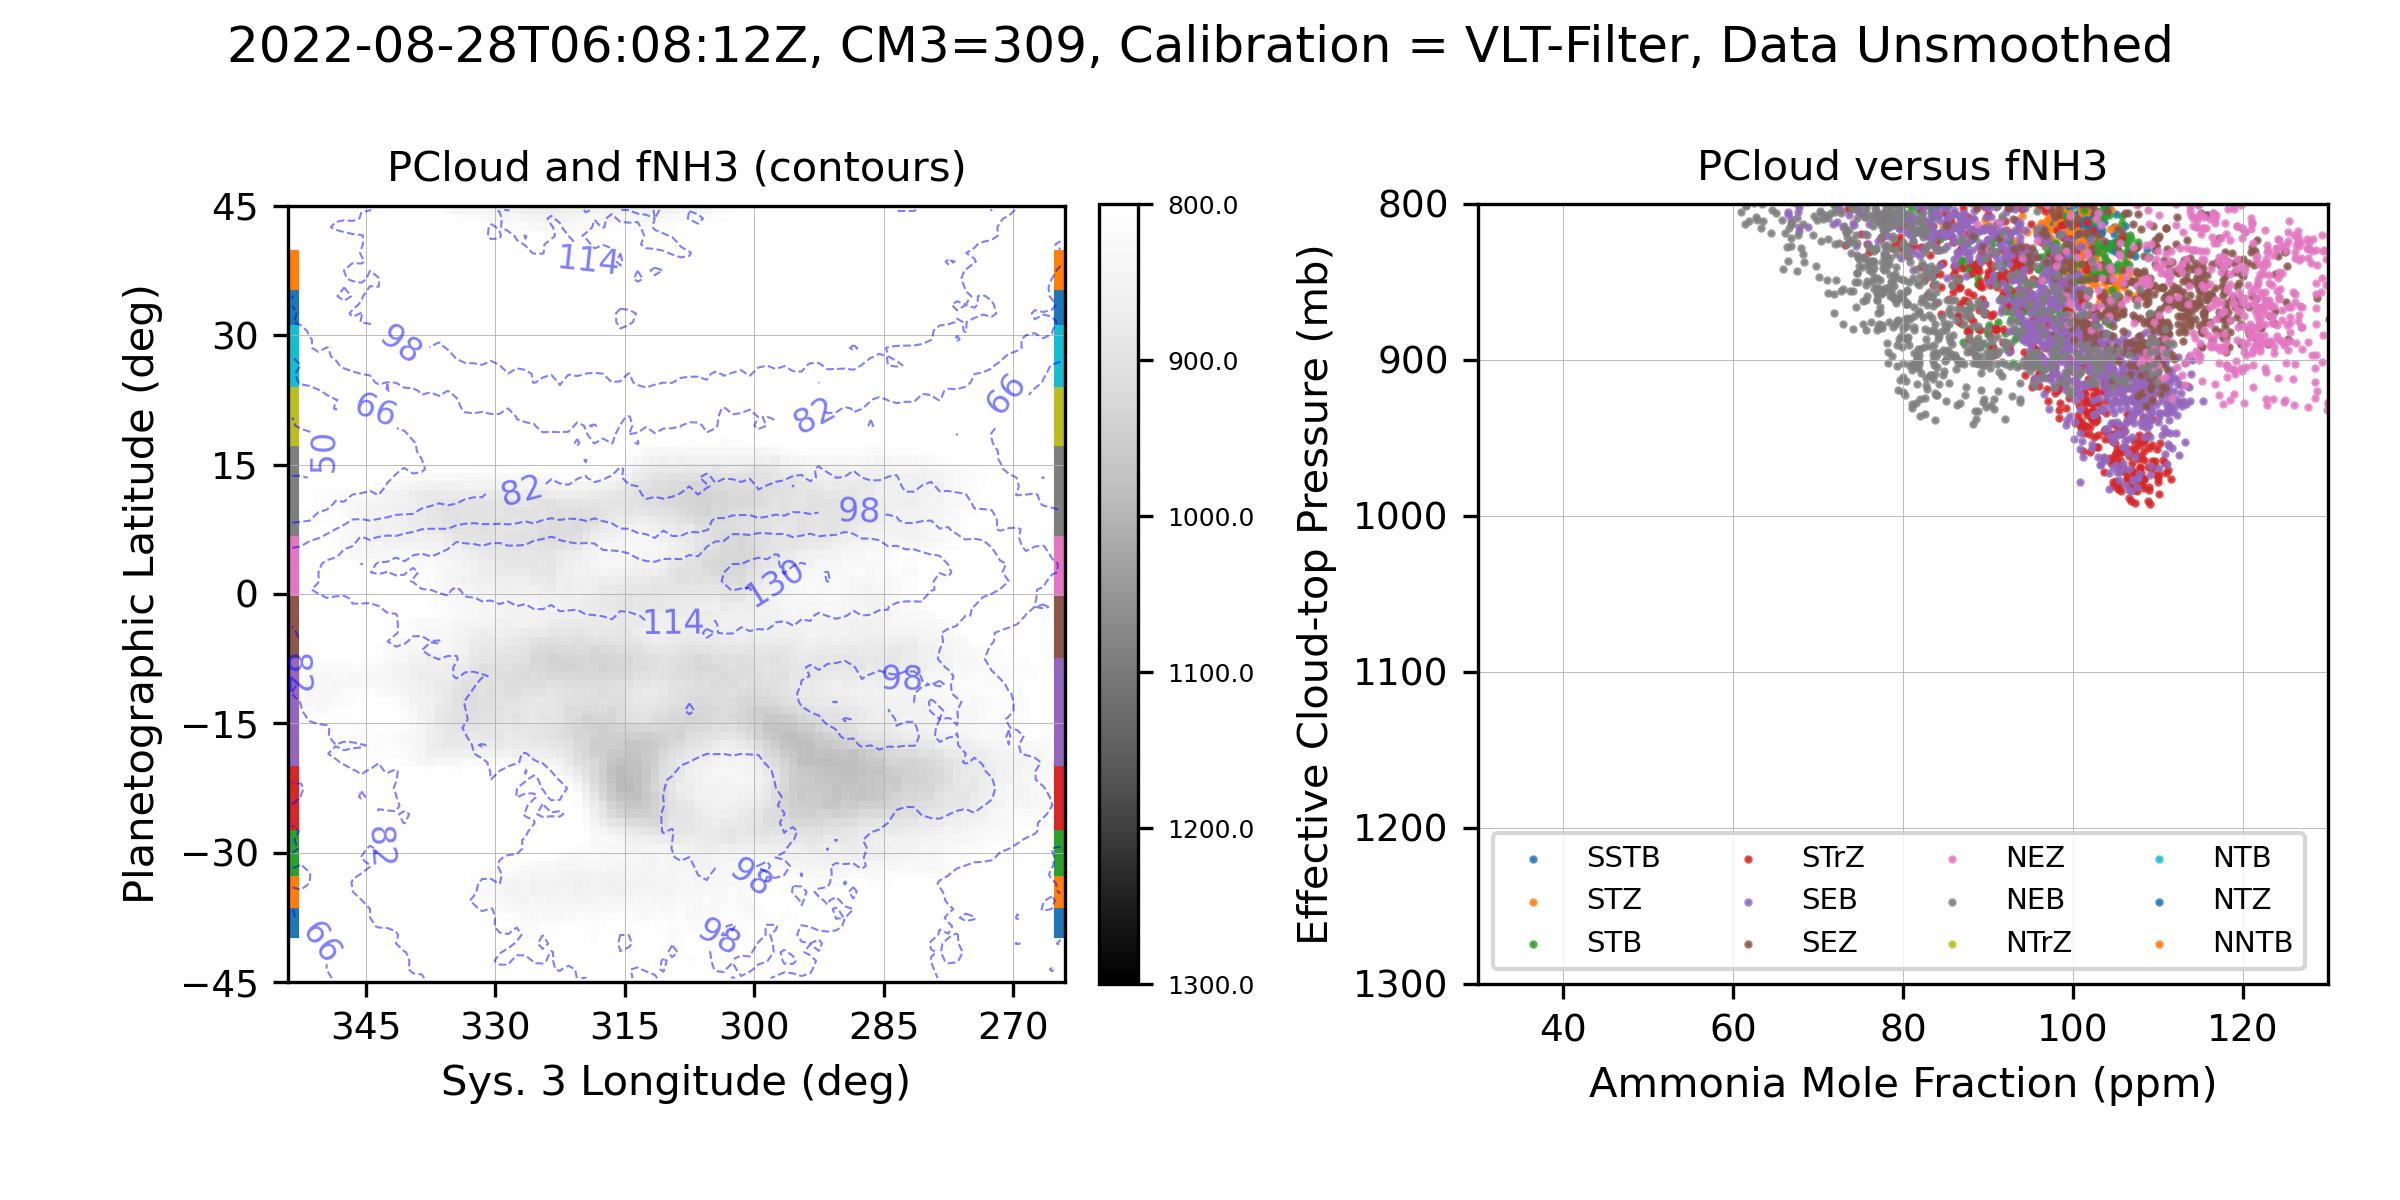 2022-08-28T06:08:12Z, CM3=309, Calibration = VLT-Filter, Data Unsmoothed
PCloud and fNH3 (contours)
Planetographic Latitude (deg)
45
30
15
0
−15
−30
−45
345 330 315 300 285 270
Sys. 3 Longitude (deg)
114
98
66
66
82
50
82
98
130
114
82
98
82
98
98
66
800.0
900.0
1000.0
1100.0
1200.0
1300.0
PCloud versus fNH3
Effective Cloud-top Pressure (mb)
800
900
1000
1100
1200
1300
SSTB STrZ NEZ NTB
STZ SEB NEB NTZ
STB SEZ NTrZ NNTB
40 60 80 100 120
Ammonia Mole Fraction (ppm)